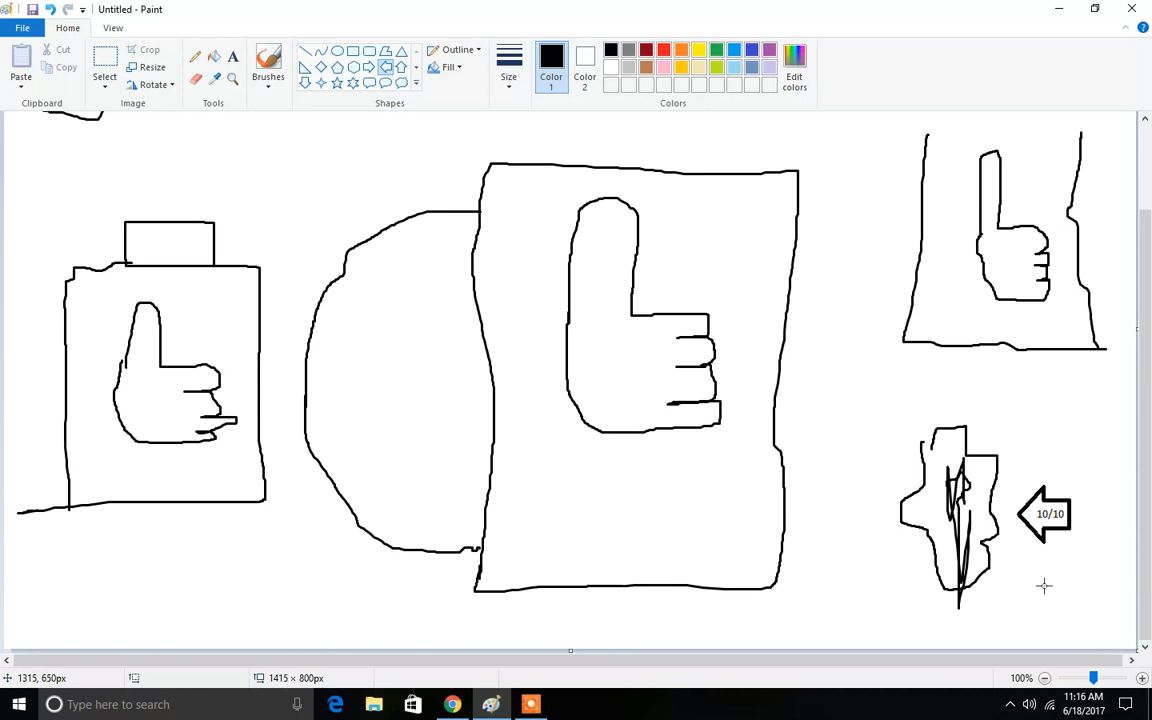 Untitled - Paint
File
Home
View
Paste
Cut
Copy
Clipboard
Select
Crop
Resize
Rotate
Image
A
Tools
Brushes
Outline
Fill
Shapes
Size
Color
1
Color
2
Edit
colors
Colors
10/10
1315, 650px
1415 × 800px
100%
Type here to search
11:16 AM
6/18/2017